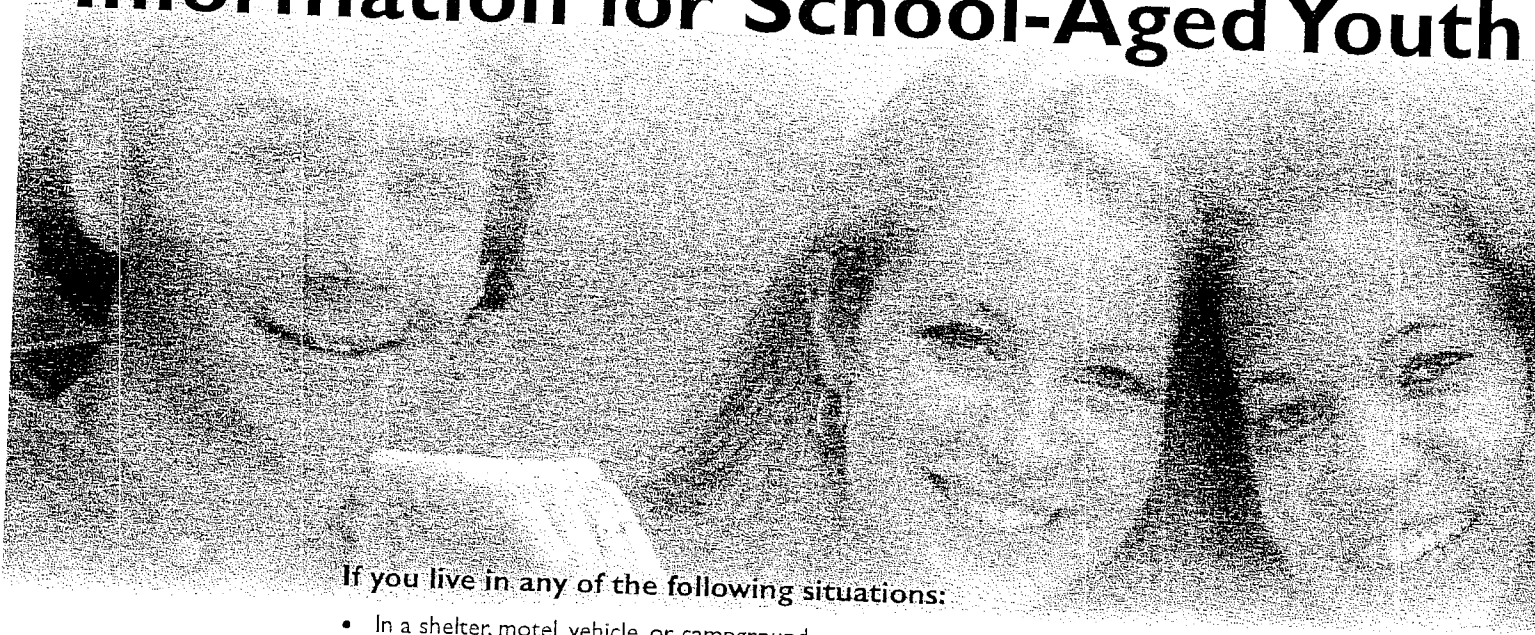 Information for School-Aged Youth
If you live in any of the following situations:
• In a shelter, motel, vehicle, or campground